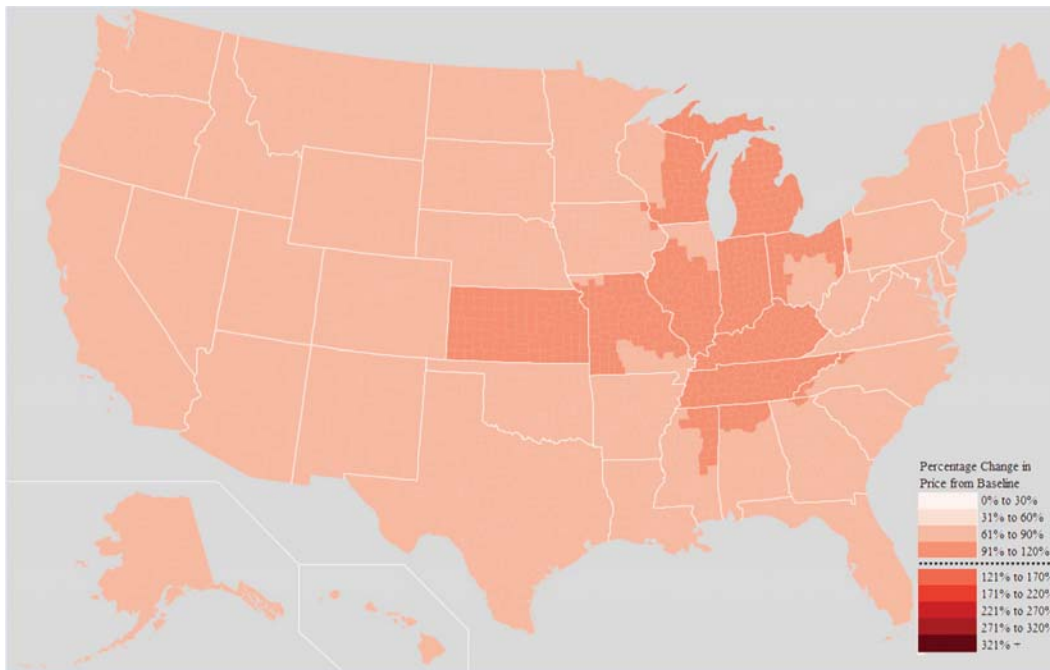 Percentage Change in
Price from Baseline
0% to 30%
31% to 60%
61% to 90%
91% to 120%
121% to 170%
171% to 220%
221% to 270%
271% to 320%
321% +